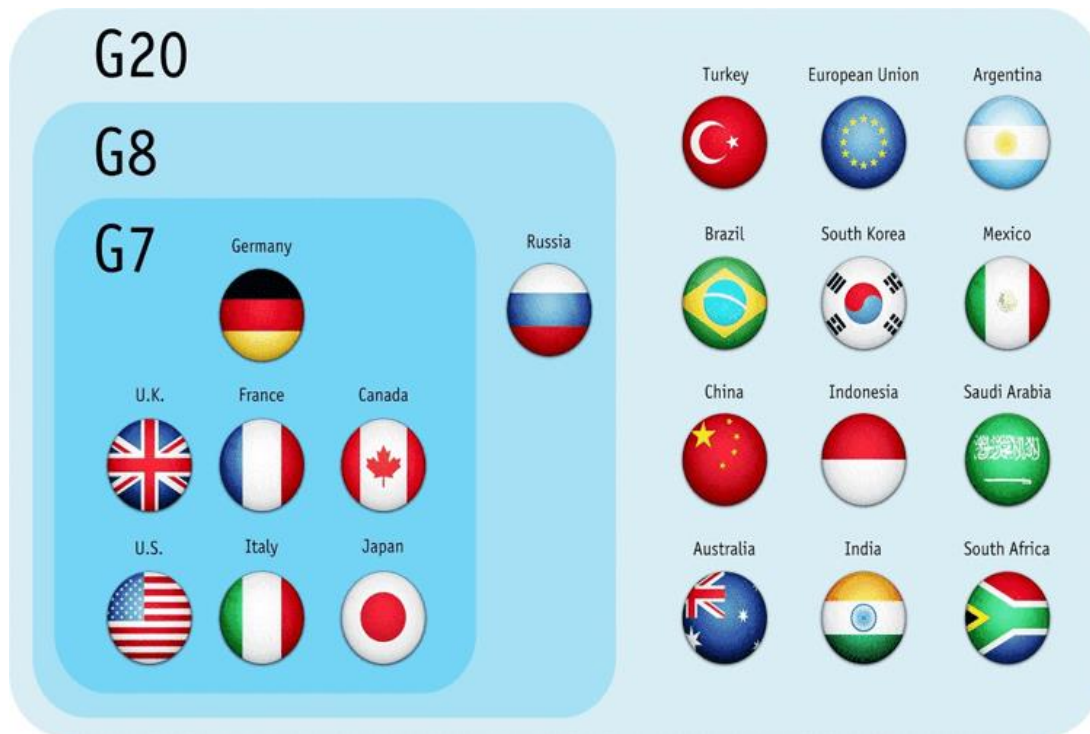 G20
Turkey European Union Argentina
G8
G7
Germany Russia Brazil South Korea Mexico
U.K. France Canada China Indonesia Saudi Arabia
U.S. Italy Japan Australia India South Africa